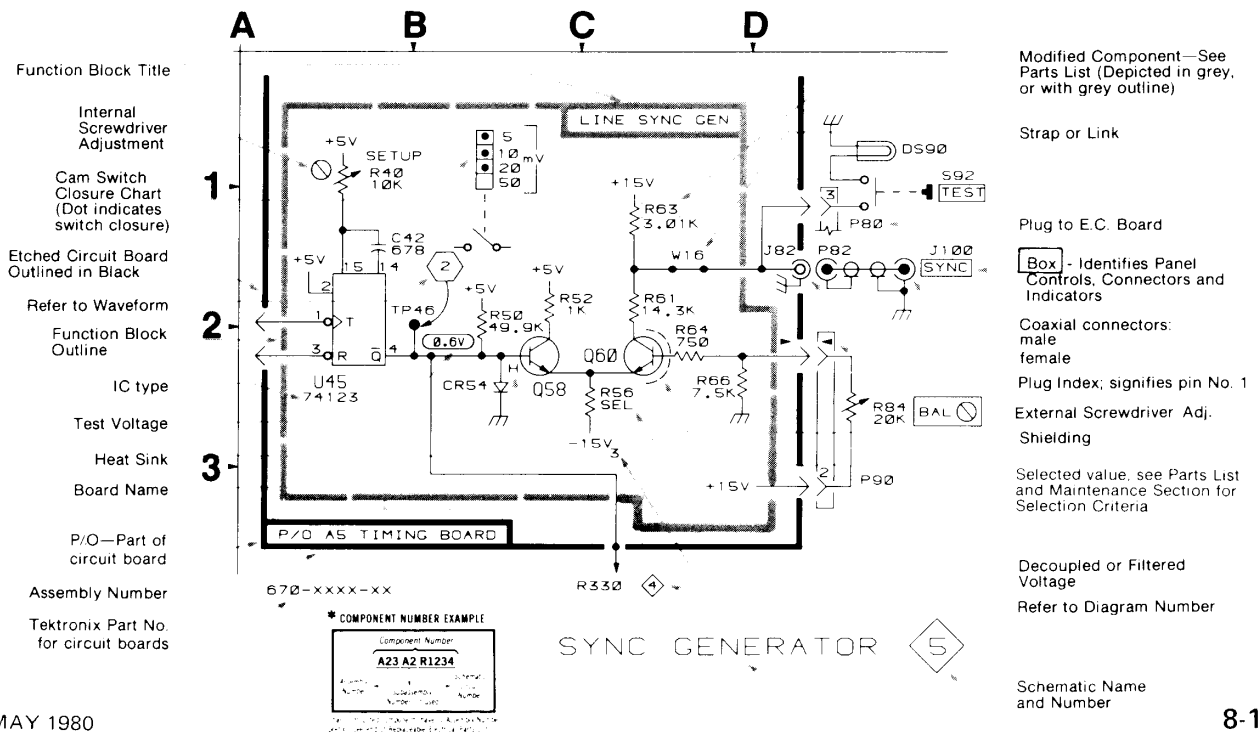 A B C D
Function Block Title
Internal
Screwdriver
Adjustment
Cam Switch
Closure Chart
(Dot indicates
switch closure)
Etched Circuit Board
Outlined in Black
Refer to Waveform
Function Block
Outline
IC type
Test Voltage
Heat Sink
Board Name
P/O—Part of
circuit board
Assembly Number
Tektronix Part No.
for circuit boards
MAY 1980
1
2
3
LINE SYNC GEN
+5V
SETUP
R40
10K
5
10
20
50
mV
C42
678
+5V
15 14
2
1
T
3
R
Q̅
4
U45
74123
TP46
2
0.6V
+5V
R50
49.9K
CR54
+5V
R52
1K
H
Q58
Q60
R56
SEL
-15V
3
+15V
R63
3.01K
W16
R61
14.3K
R64
750
R66
7.5K
+15V
P/O A5 TIMING BOARD
R330 4
670-XXXX-XX
DS90
S92
TEST
3
P80
J82 P82
J100
SYNC
R84
20K
BAL
2
P90
* COMPONENT NUMBER EXAMPLE
Component Number
A23 A2 R1234
SYNC GENERATOR 5
Modified Component—See
Parts List (Depicted in grey,
or with grey outline)
Strap or Link
Plug to E.C. Board
Box - Identifies Panel
Controls, Connectors and
Indicators
Coaxial connectors:
male
female
Plug Index; signifies pin No. 1
External Screwdriver Adj.
Shielding
Selected value, see Parts List
and Maintenance Section for
Selection Criteria
Decoupled or Filtered
Voltage
Refer to Diagram Number
Schematic Name
and Number
8-1